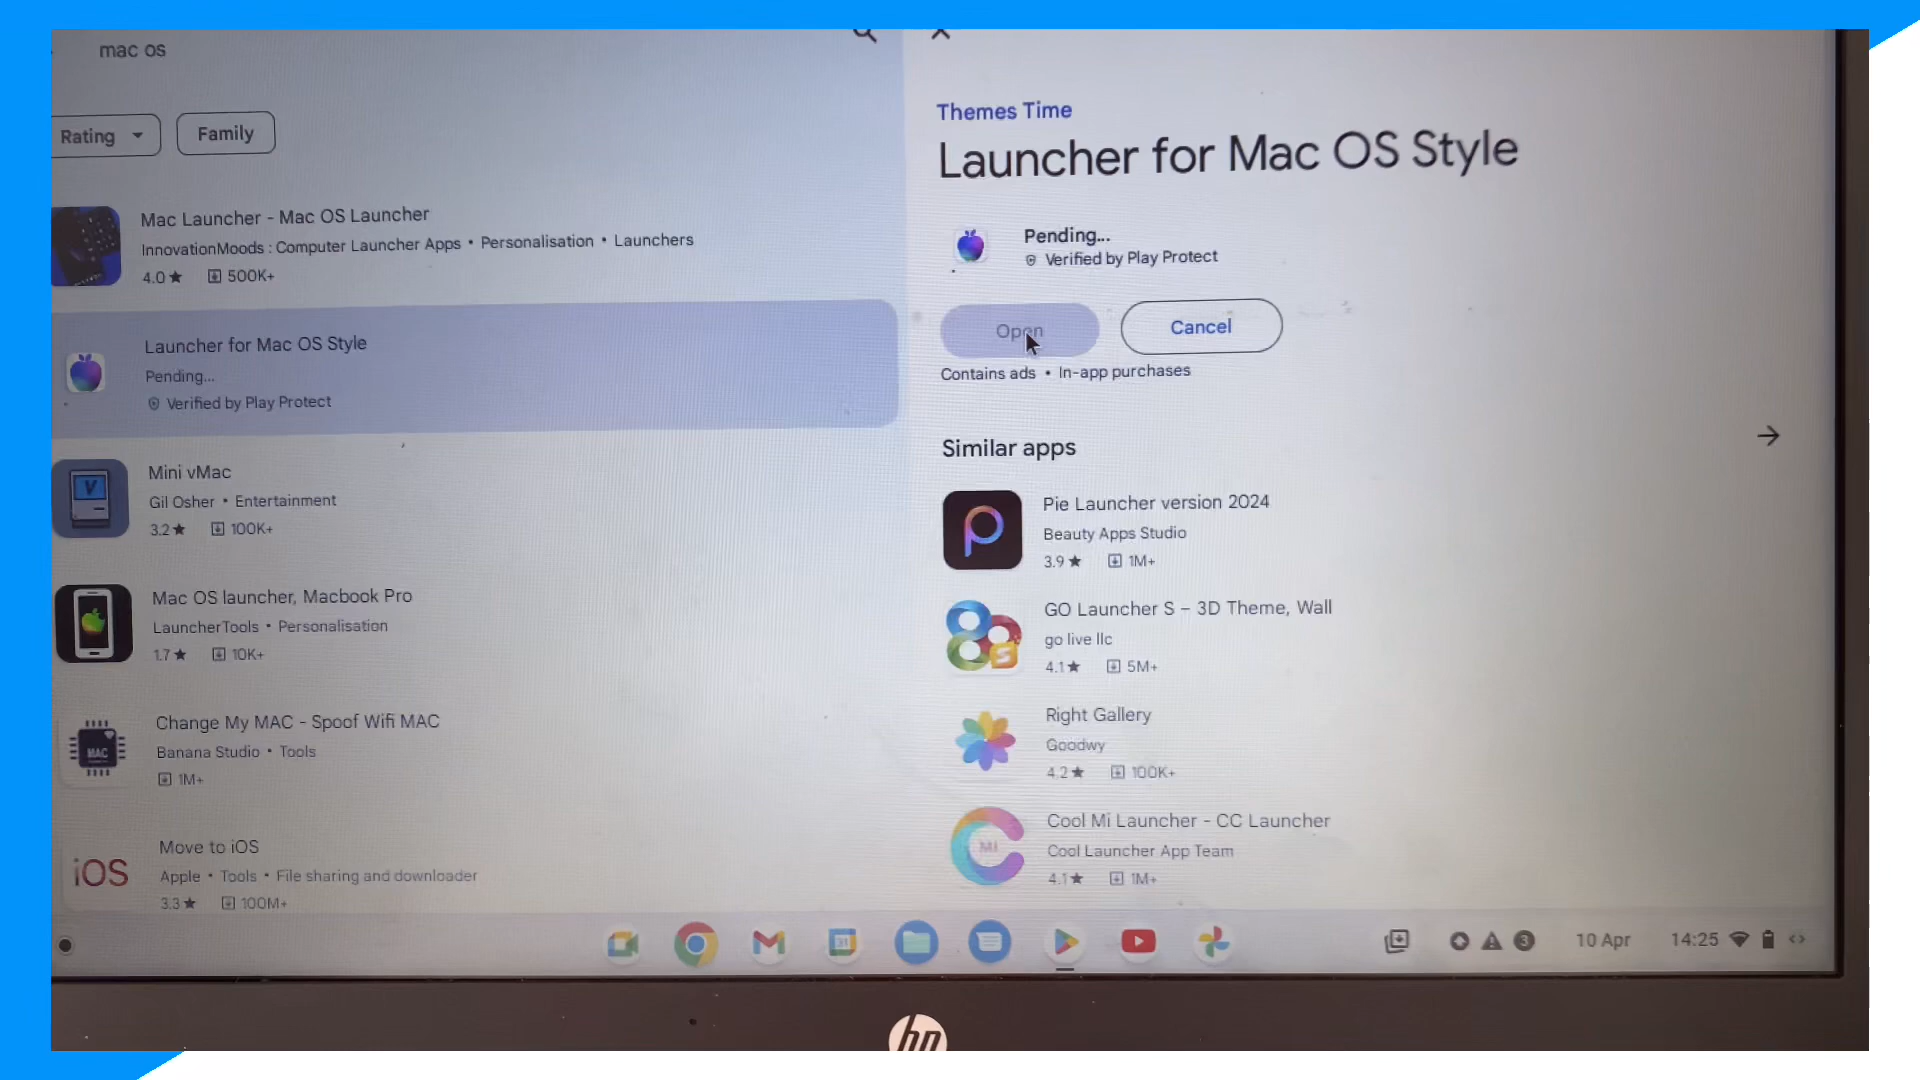 mac os
Rating
Family
Mac Launcher - Mac OS Launcher
InnovationMoods : Computer Launcher Apps • Personalisation • Launchers
4.0★ 500K+
Launcher for Mac OS Style
Pending...
Verified by Play Protect
Mini vMac
Gil Osher • Entertainment
3.2★ 100K+
Mac OS launcher, Macbook Pro
LauncherTools • Personalisation
1.7★ 10K+
MAC
Change My MAC - Spoof Wifi MAC
Banana Studio • Tools
1M+
iOS
Move to iOS
Apple • Tools • File sharing and downloader
3.3★ 100M+
Themes Time
Launcher for Mac OS Style
Pending...
Verified by Play Protect
Open
Cancel
Contains ads • In-app purchases
Similar apps
Pie Launcher version 2024
Beauty Apps Studio
3.9★ 1M+
GO Launcher S – 3D Theme, Wall
go live llc
4.1★ 5M+
Right Gallery
Goodwy
4.2★ 100K+
MI
Cool Mi Launcher - CC Launcher
Cool Launcher App Team
4.1★ 1M+
31
3
10 Apr
14:25
hp